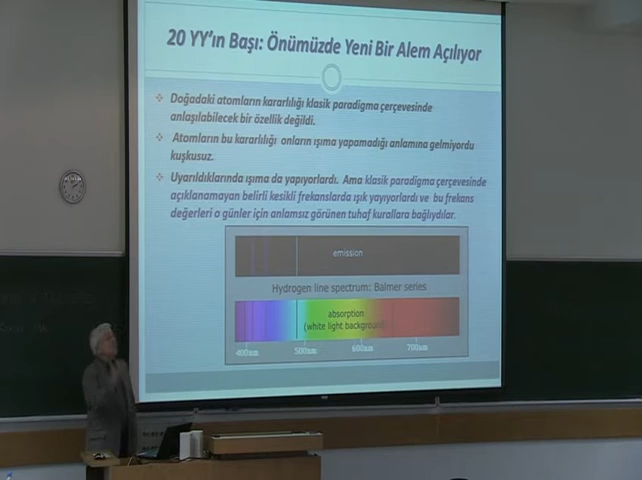 20 YY’ın Başı: Önümüzde Yeni Bir Alem Açılıyor
Doğadaki atomların kararlılığı klasik paradigma çerçevesinde
anlaşılabilecek bir özellik değildi.
Atomların bu kararlılığı onların ışıma yapamadığı anlamına gelmiyordu
kuşkusuz.
Uyarıldıklarında ışıma da yapıyorlardı. Ama klasik paradigma çerçevesinde
açıklanamayan belirli kesikli frekanslarda ışık yayıyorlardı ve bu frekans
değerleri o günler için anlamsız görünen tuhaf kurallara bağlıydılar.
emission
Hydrogen line spectrum: Balmer series
absorption
(white light background)
400nm 500nm 600nm 700nm